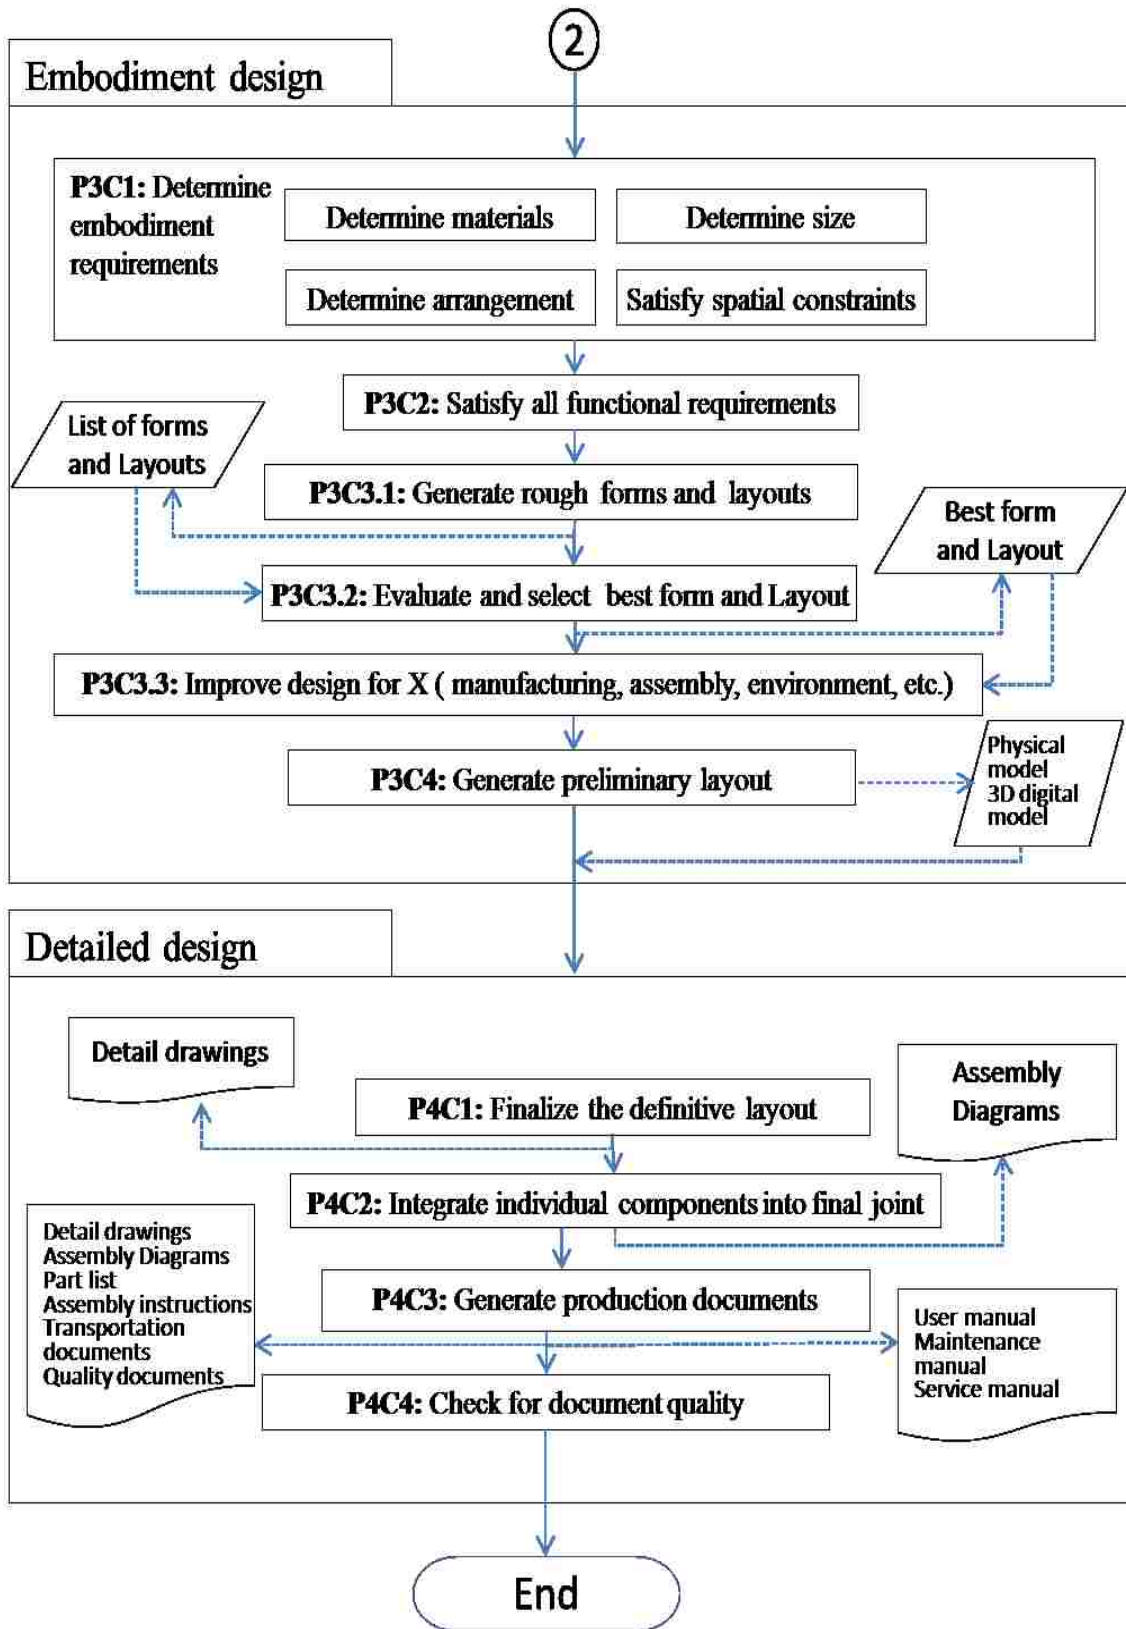 2
Embodiment design
P3C1: Determine
embodiment
requirements
Determine materials
Determine size
Determine arrangement
Satisfy spatial constraints
P3C2: Satisfy all functional requirements
List of forms
and Layouts
P3C3.1: Generate rough forms and layouts
Best form
and Layout
P3C3.2: Evaluate and select best form and Layout
P3C3.3: Improve design for X ( manufacturing, assembly, environment, etc.)
P3C4: Generate preliminary layout
Physical
model
3D digital
model
Detailed design
Detail drawings
P4C1: Finalize the definitive layout
Assembly
Diagrams
P4C2: Integrate individual components into final joint
Detail drawings
Assembly Diagrams
Part list
Assembly instructions
Transportation
documents
Quality documents
P4C3: Generate production documents
User manual
Maintenance
manual
Service manual
P4C4: Check for document quality
End